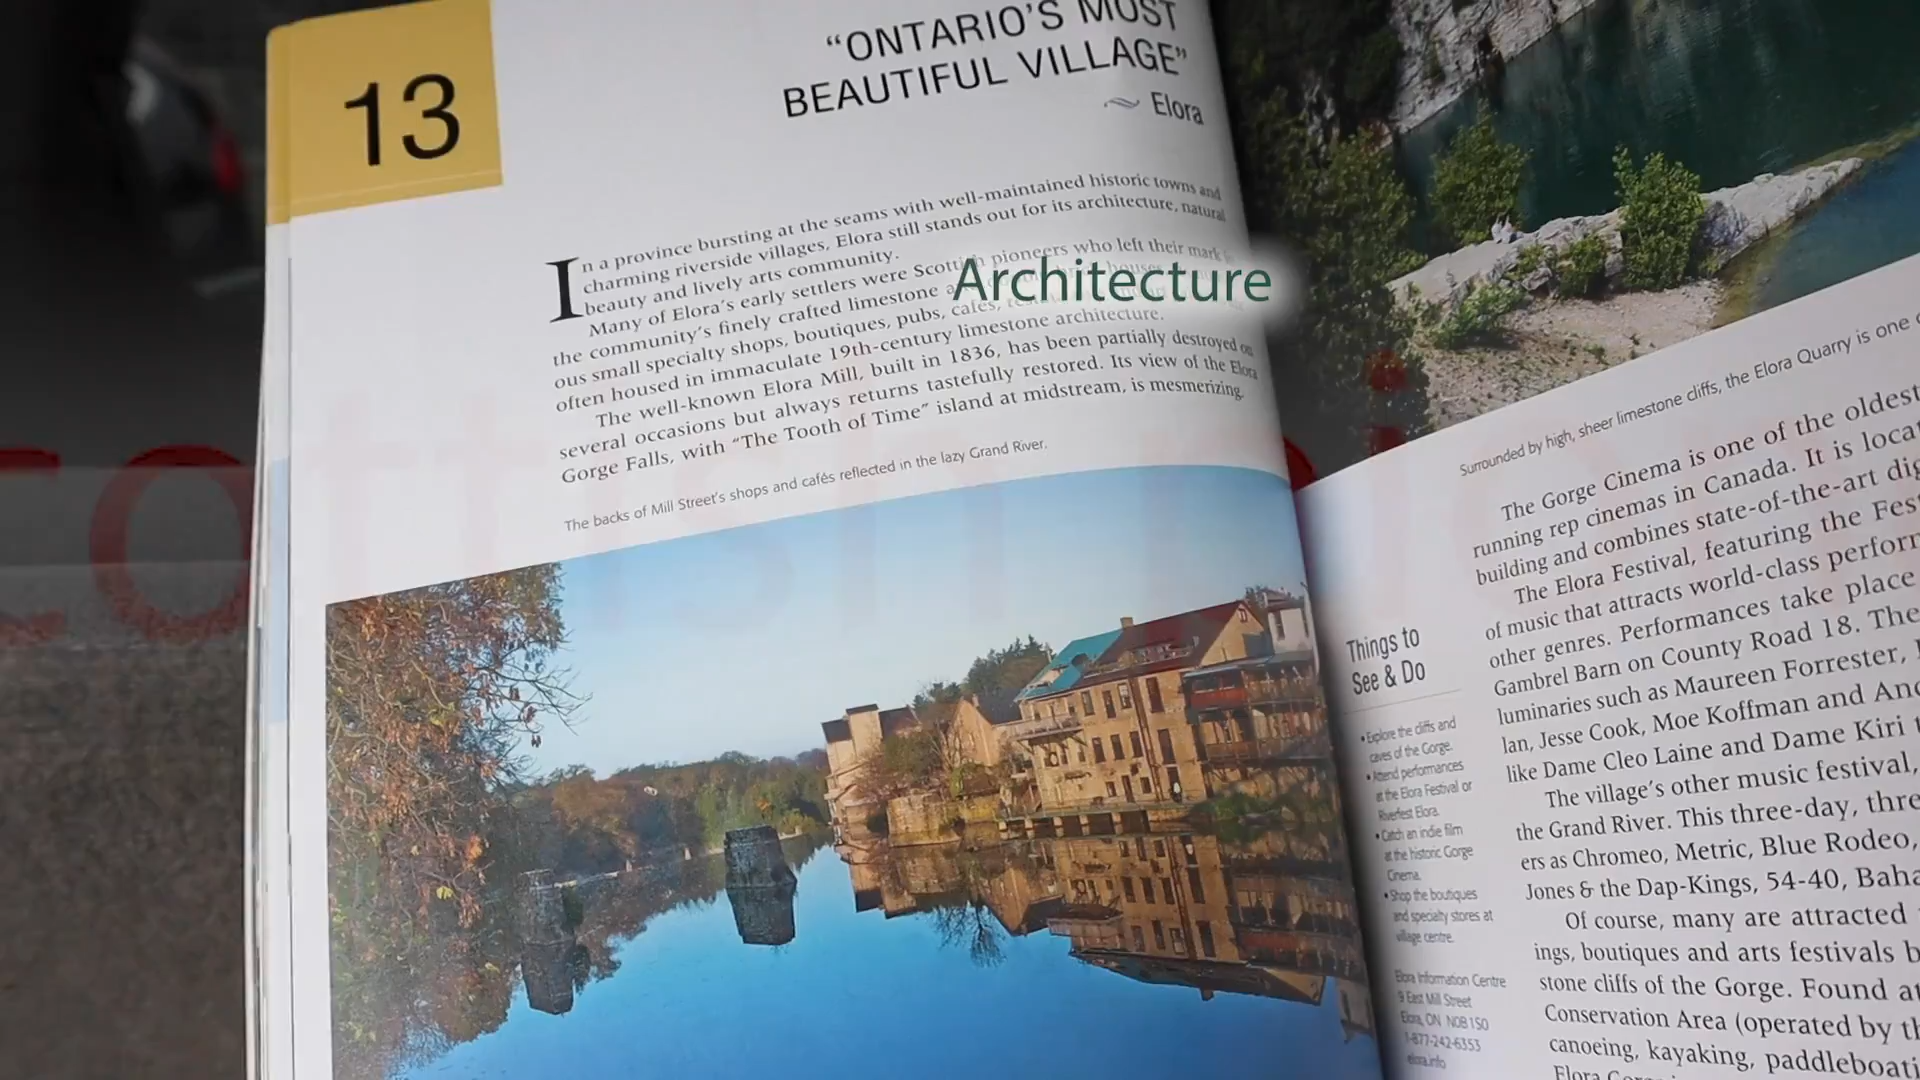 13
“ONTARIO’S MOST
BEAUTIFUL VILLAGE”
Elora
In a province bursting at the seams with well-maintained historic towns and
charming riverside villages, Elora still stands out for its architecture, natural
beauty and lively arts community.
Many of Elora’s early settlers were Scottish pioneers who left their mark
the community’s finely crafted limestone
ous small specialty shops, boutiques, pubs, cafés,
often housed in immaculate 19th-century limestone architecture.
The well-known Elora Mill, built in 1836, has been partially destroyed on
several occasions but always returns tastefully restored. Its view of the Elora
Gorge Falls, with “The Tooth of Time” island at midstream, is mesmerizing.
The backs of Mill Street’s shops and cafés reflected in the lazy Grand River.
Architecture
cottish pi
Surrounded by high, sheer limestone cliffs, the Elora Quarry is one
The Gorge Cinema is one of the oldest
running rep cinemas in Canada. It is loca
building and combines state-of-the-art dig
The Elora Festival, featuring the Fes
of music that attracts world-class perform
other genres. Performances take place
Gambrel Barn on County Road 18. The
luminaries such as Maureen Forrester,
lan, Jesse Cook, Moe Koffman and An
like Dame Cleo Laine and Dame Kiri
The village’s other music festival,
the Grand River. This three-day, thre
ers as Chromeo, Metric, Blue Rodeo,
Jones & the Dap-Kings, 54-40, Baha
Of course, many are attracted
ings, boutiques and arts festivals b
stone cliffs of the Gorge. Found at
Conservation Area (operated by th
canoeing, kayaking, paddleboati
Elora
Things to
See & Do
• Explore the cliffs and
caves of the Gorge.
• Attend performances
at the Elora Festival or
Riverfest Elora.
• Catch an indie film
at the historic Gorge
Cinema.
• Shop the boutiques
and specialty stores at
village centre.
Elora Information Centre
9 East Mill Street
Elora, ON N0B 1S0
1-877-242-6353
elora.info